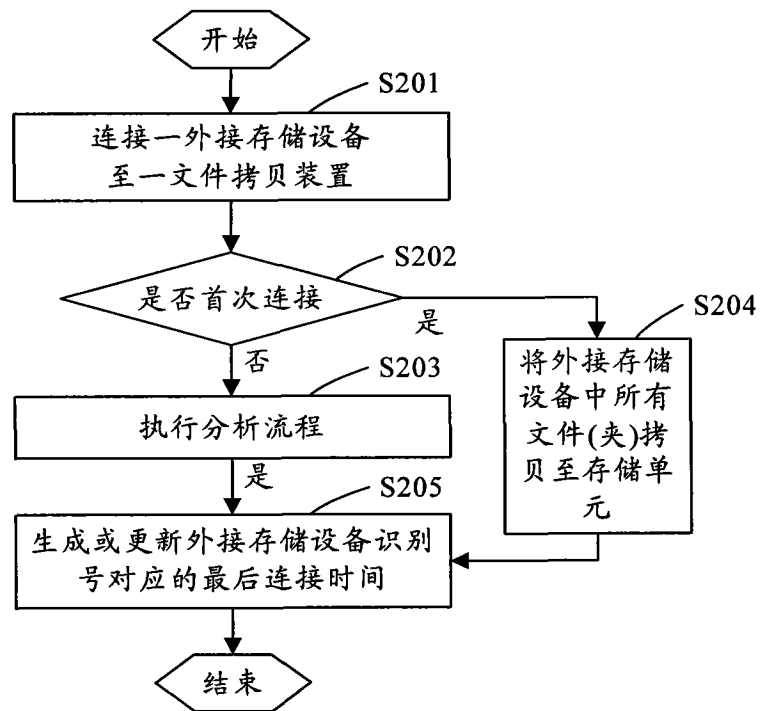 开始
S201
连接一外接存储设备
至一文件拷贝装置
S202
是否首次连接
是
S204
将外接存储
设备中所有
文件(夹)拷
贝至存储单
元
否
S203
执行分析流程
是
S205
生成或更新外接存储设备识别
号对应的最后连接时间
结束